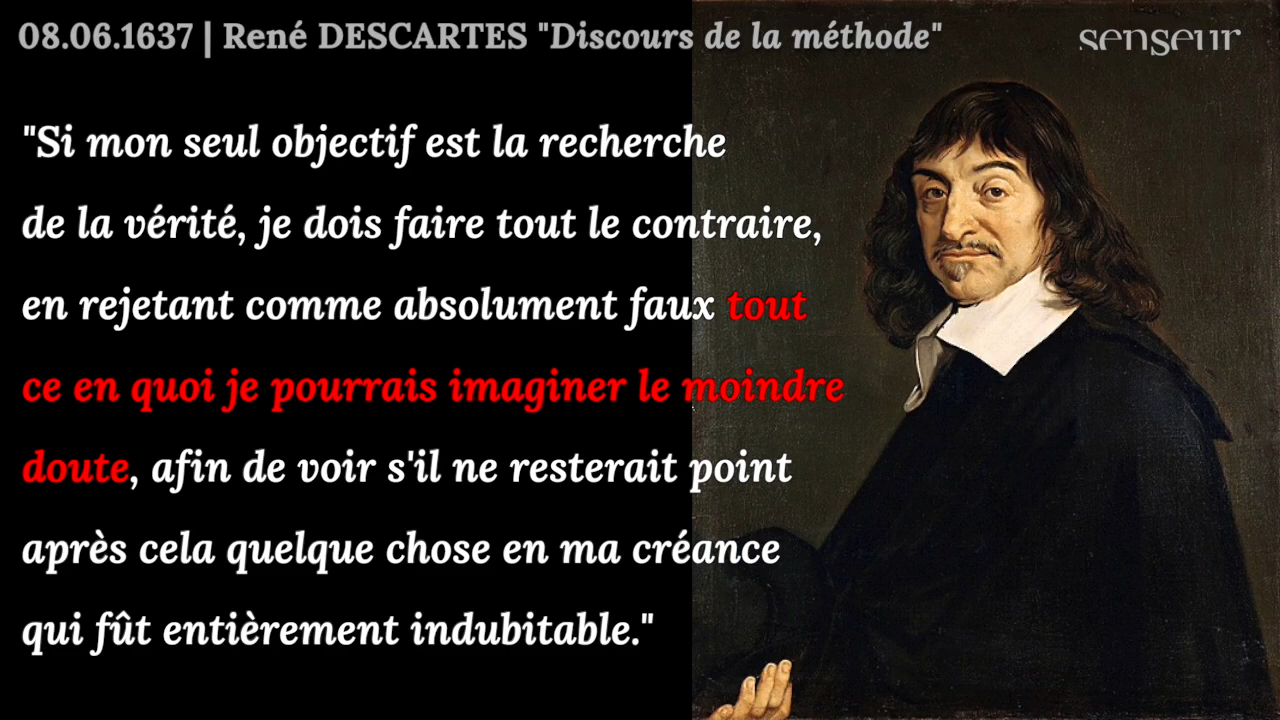 08.06.1637 | René DESCARTES "Discours de la méthode"
senseur
"Si mon seul objectif est la recherche
de la vérité, je dois faire tout le contraire,
en rejetant comme absolument faux tout
ce en quoi je pourrais imaginer le moindre
doute, afin de voir s'il ne resterait point
après cela quelque chose en ma créance
qui fût entièrement indubitable."